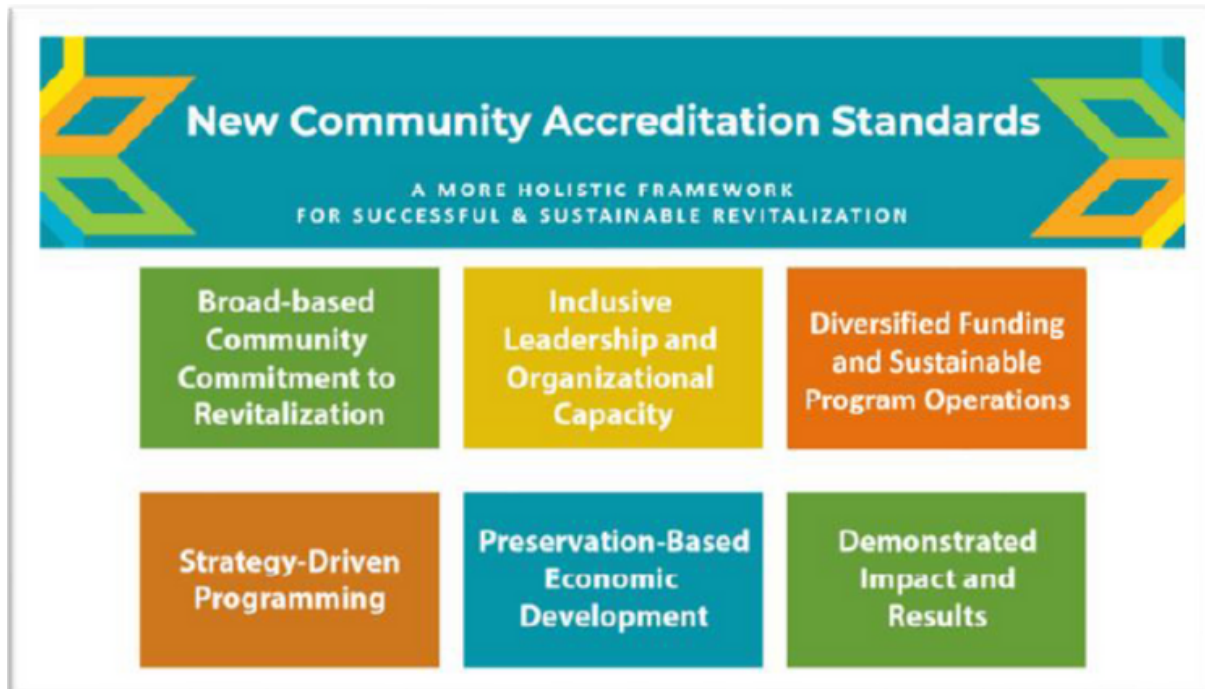 New Community Accreditation Standards
A MORE HOLISTIC FRAMEWORK
FOR SUCCESSFUL & SUSTAINABLE REVITALIZATION
Broad-based
Community
Commitment to
Revitalization
Inclusive
Leadership and
Organizational
Capacity
Diversified Funding
and Sustainable
Program Operations
Strategy-Driven
Programming
Preservation-Based
Economic
Development
Demonstrated
Impact and
Results